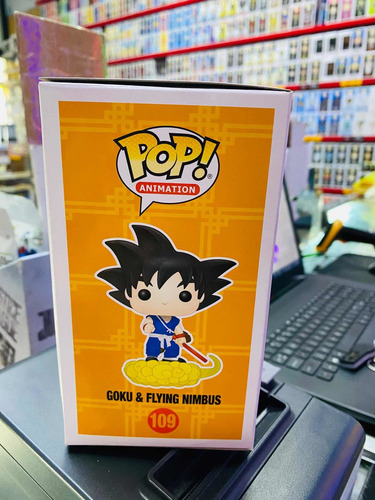 POP!
®
ANIMATION
GOKU & FLYING NIMBUS
109